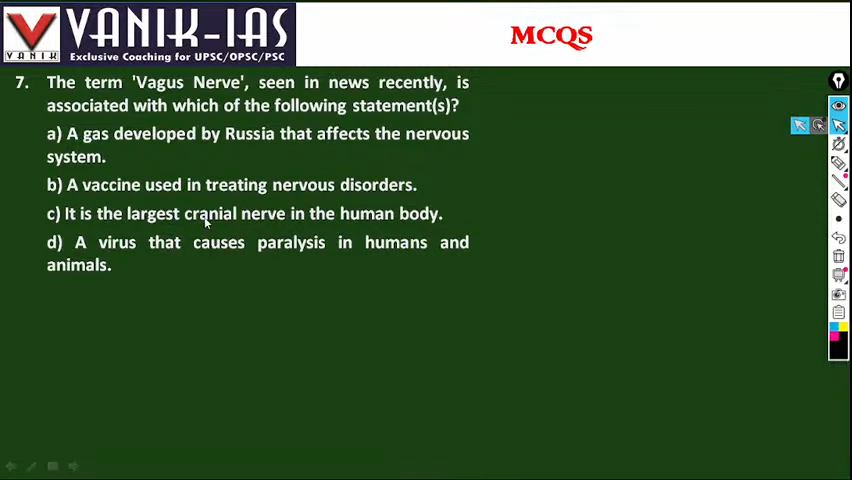 VANIK-IAS
VANIK
Exclusive Coaching for UPSC/OPSC/PSC
MCQS
7. The term 'Vagus Nerve', seen in news recently, is
associated with which of the following statement(s)?
a) A gas developed by Russia that affects the nervous
system.
b) A vaccine used in treating nervous disorders.
c) It is the largest cranial nerve in the human body.
d) A virus that causes paralysis in humans and
animals.